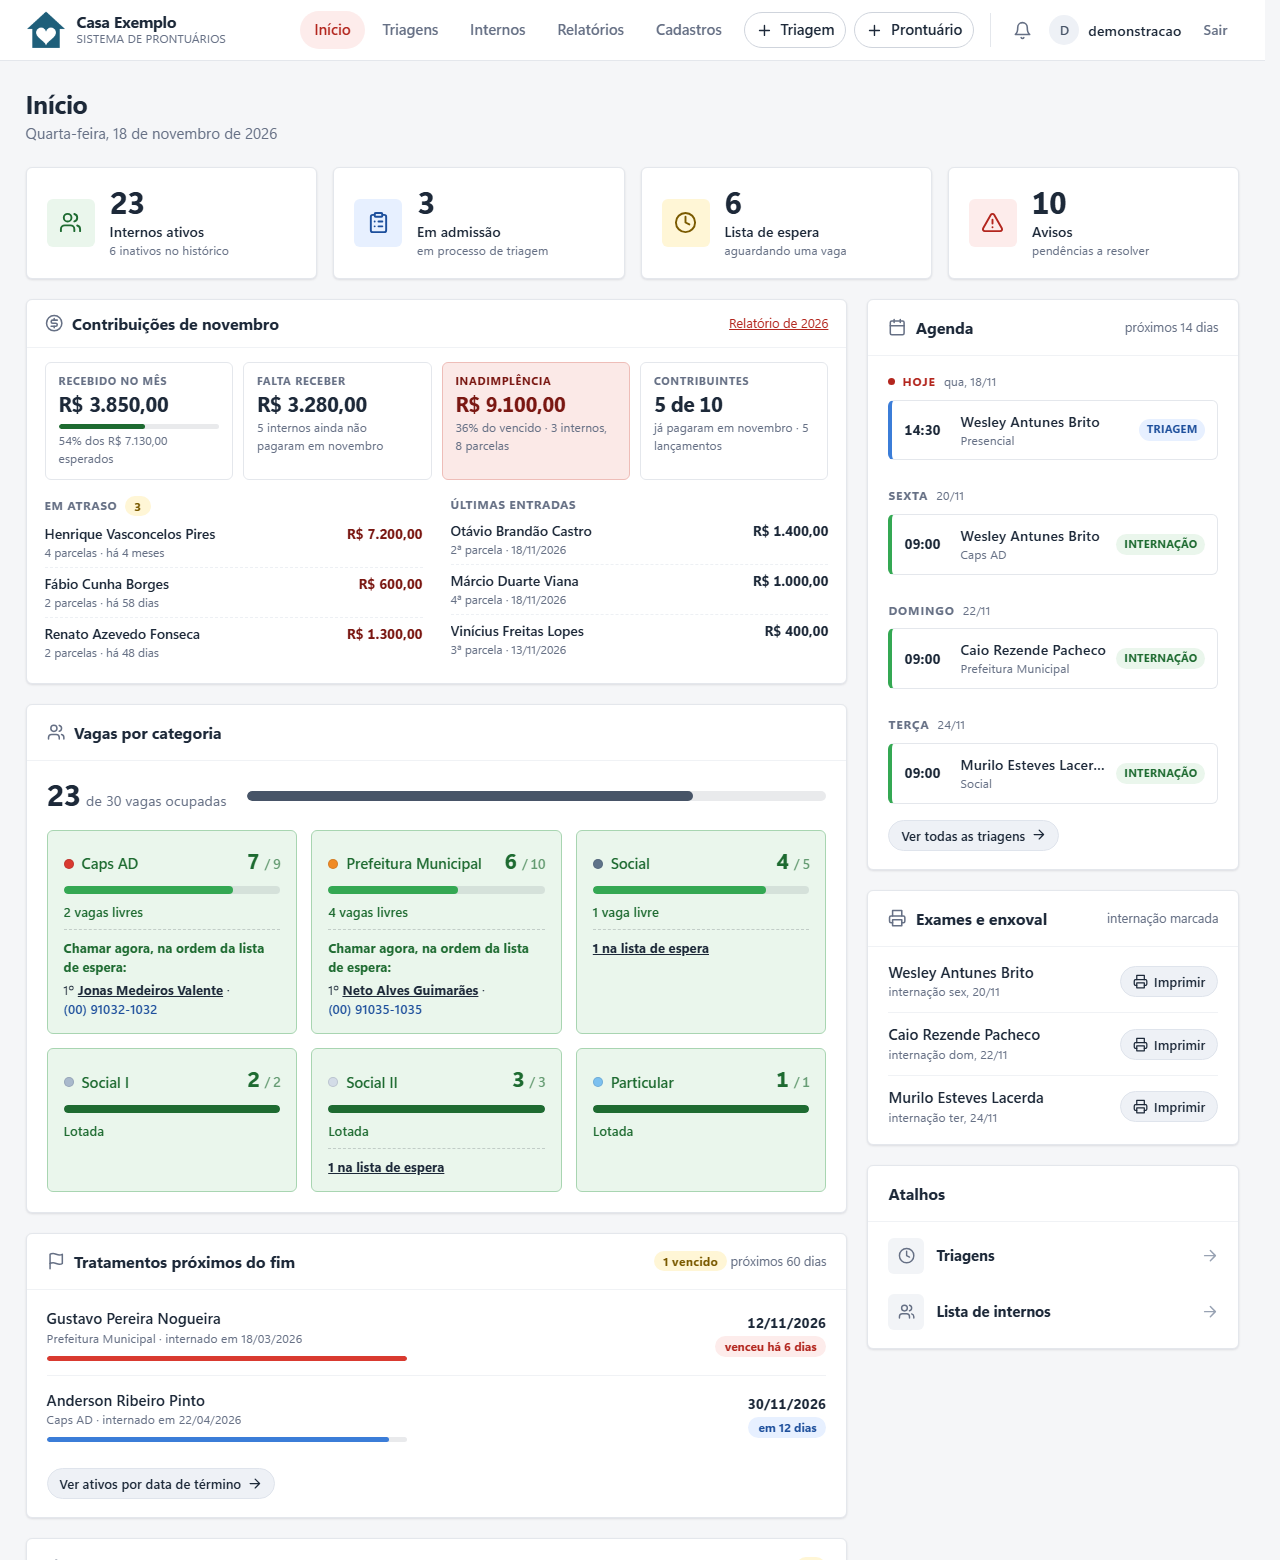 Casa Exemplo
SISTEMA DE PRONTUÁRIOS
Início
Triagens
Internos
Relatórios
Cadastros
Triagem
Prontuário
D
demonstracao
Sair
Início
Quarta-feira, 18 de novembro de 2026
23
Internos ativos
6 inativos no histórico
3
Em admissão
em processo de triagem
6
Lista de espera
aguardando uma vaga
10
Avisos
pendências a resolver
Contribuições de novembro
Relatório de 2026
RECEBIDO NO MÊS
R$ 3.850,00
54% dos R$ 7.130,00
esperados
FALTA RECEBER
R$ 3.280,00
5 internos ainda não
pagaram em novembro
INADIMPLÊNCIA
R$ 9.100,00
36% do vencido · 3 internos,
8 parcelas
CONTRIBUINTES
5 de 10
já pagaram em novembro · 5
lançamentos
EM ATRASO 3
Henrique Vasconcelos Pires R$ 7.200,00
4 parcelas · há 4 meses
Fábio Cunha Borges R$ 600,00
2 parcelas · há 58 dias
Renato Azevedo Fonseca R$ 1.300,00
2 parcelas · há 48 dias
ÚLTIMAS ENTRADAS
Otávio Brandão Castro R$ 1.400,00
2ª parcela · 18/11/2026
Márcio Duarte Viana R$ 1.000,00
4ª parcela · 18/11/2026
Vinícius Freitas Lopes R$ 400,00
3ª parcela · 13/11/2026
Vagas por categoria
23 de 30 vagas ocupadas
Caps AD 7 / 9
2 vagas livres
Chamar agora, na ordem da lista
de espera:
1º Jonas Medeiros Valente ·
(00) 91032-1032
Prefeitura Municipal 6 / 10
4 vagas livres
Chamar agora, na ordem da lista
de espera:
1º Neto Alves Guimarães ·
(00) 91035-1035
Social 4 / 5
1 vaga livre
1 na lista de espera
Social I 2 / 2
Lotada
Social II 3 / 3
Lotada
1 na lista de espera
Particular 1 / 1
Lotada
Tratamentos próximos do fim
1 vencido próximos 60 dias
Gustavo Pereira Nogueira
Prefeitura Municipal · internado em 18/03/2026
12/11/2026
venceu há 6 dias
Anderson Ribeiro Pinto
Caps AD · internado em 22/04/2026
30/11/2026
em 12 dias
Ver ativos por data de término
Agenda
próximos 14 dias
HOJE qua, 18/11
14:30
Wesley Antunes Brito
Presencial
TRIAGEM
SEXTA 20/11
09:00
Wesley Antunes Brito
Caps AD
INTERNAÇÃO
DOMINGO 22/11
09:00
Caio Rezende Pacheco
Prefeitura Municipal
INTERNAÇÃO
TERÇA 24/11
09:00
Murilo Esteves Lacer...
Social
INTERNAÇÃO
Ver todas as triagens
Exames e enxoval
internação marcada
Wesley Antunes Brito
internação sex, 20/11
Imprimir
Caio Rezende Pacheco
internação dom, 22/11
Imprimir
Murilo Esteves Lacerda
internação ter, 24/11
Imprimir
Atalhos
Triagens
Lista de internos